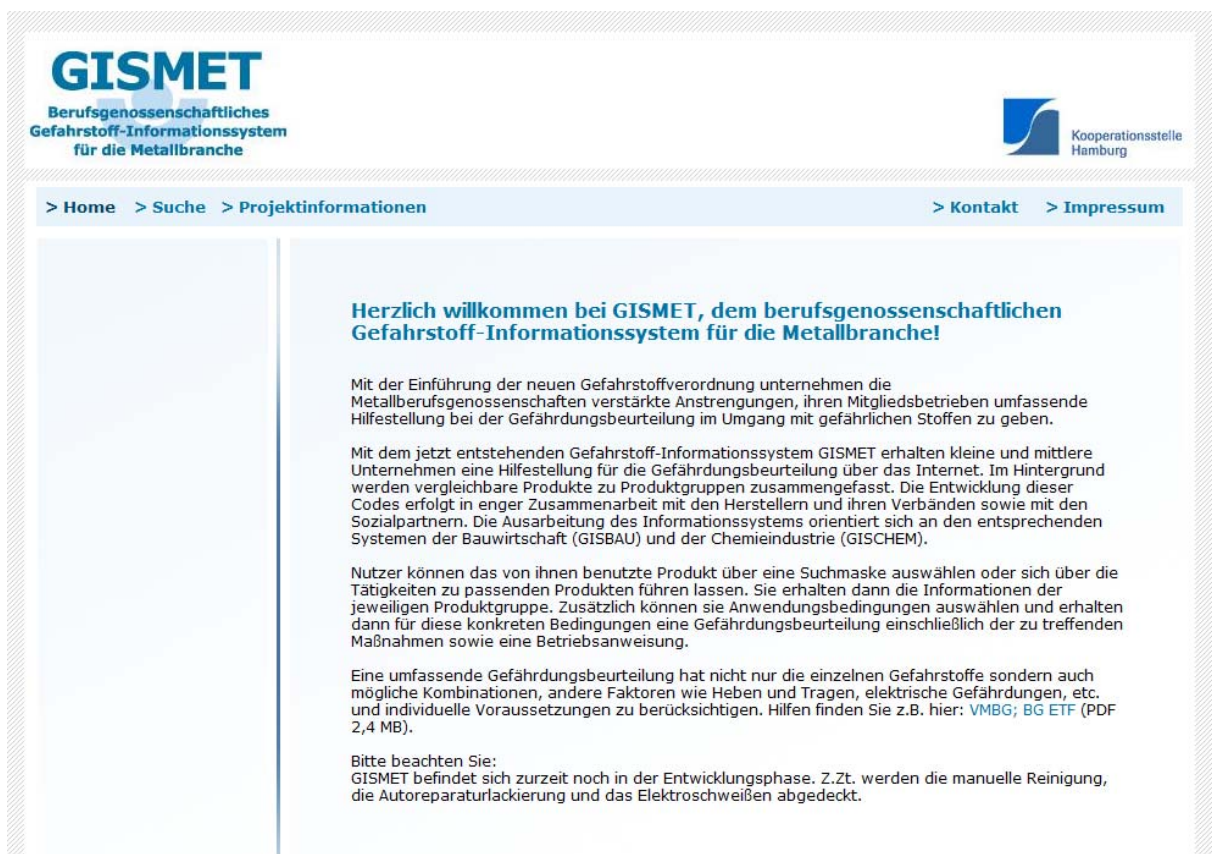 GISMET
Berufsgenossenschaftliches
Gefahrstoff-Informationssystem
für die Metallbranche
Kooperationsstelle
Hamburg
> Home > Suche > Projektinformationen > Kontakt > Impressum
Herzlich willkommen bei GISMET, dem berufsgenossenschaftlichen
Gefahrstoff-Informationssystem für die Metallbranche!
Mit der Einführung der neuen Gefahrstoffverordnung unternehmen die
Metallberufsgenossenschaften verstärkte Anstrengungen, ihren Mitgliedsbetrieben umfassende
Hilfestellung bei der Gefährdungsbeurteilung im Umgang mit gefährlichen Stoffen zu geben.
Mit dem jetzt entstehenden Gefahrstoff-Informationssystem GISMET erhalten kleine und mittlere
Unternehmen eine Hilfestellung für die Gefährdungsbeurteilung über das Internet. Im Hintergrund
werden vergleichbare Produkte zu Produktgruppen zusammengefasst. Die Entwicklung dieser
Codes erfolgt in enger Zusammenarbeit mit den Herstellern und ihren Verbänden sowie mit den
Sozialpartnern. Die Ausarbeitung des Informationssystems orientiert sich an den entsprechenden
Systemen der Bauwirtschaft (GISBAU) und der Chemieindustrie (GISCHEM).
Nutzer können das von ihnen benutzte Produkt über eine Suchmaske auswählen oder sich über die
Tätigkeiten zu passenden Produkten führen lassen. Sie erhalten dann die Informationen der
jeweiligen Produktgruppe. Zusätzlich können sie Anwendungsbedingungen auswählen und erhalten
dann für diese konkreten Bedingungen eine Gefährdungsbeurteilung einschließlich der zu treffenden
Maßnahmen sowie eine Betriebsanweisung.
Eine umfassende Gefährdungsbeurteilung hat nicht nur die einzelnen Gefahrstoffe sondern auch
mögliche Kombinationen, andere Faktoren wie Heben und Tragen, elektrische Gefährdungen, etc.
und individuelle Voraussetzungen zu berücksichtigen. Hilfen finden Sie z.B. hier: VMBG; BG ETF (PDF
2,4 MB).
Bitte beachten Sie:
GISMET befindet sich zurzeit noch in der Entwicklungsphase. Z.Zt. werden die manuelle Reinigung,
die Autoreparaturlackierung und das Elektroschweißen abgedeckt.